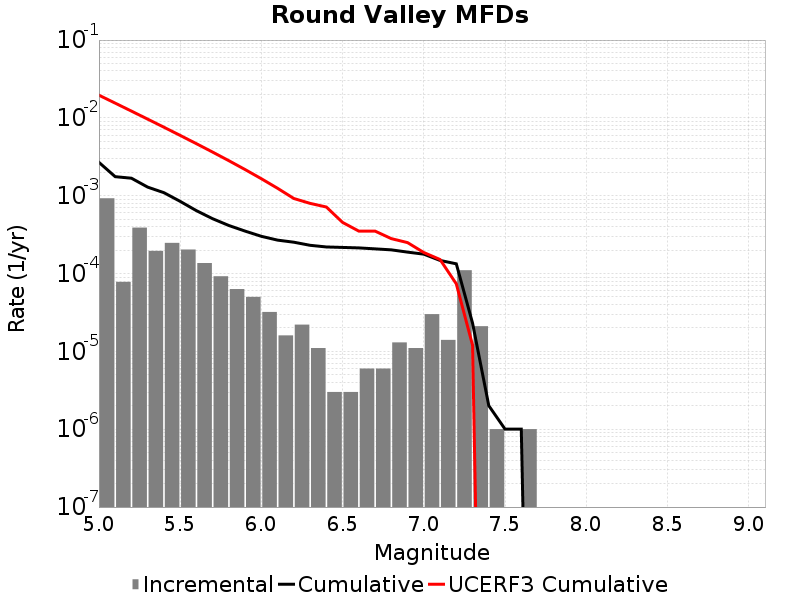 Round Valley MFDs
10-1
10-2
10-3
10-4
10-5
10-6
10-7
Rate (1/yr)
5.0 5.5 6.0 6.5 7.0 7.5 8.0 8.5 9.0
Magnitude
Incremental Cumulative UCERF3 Cumulative